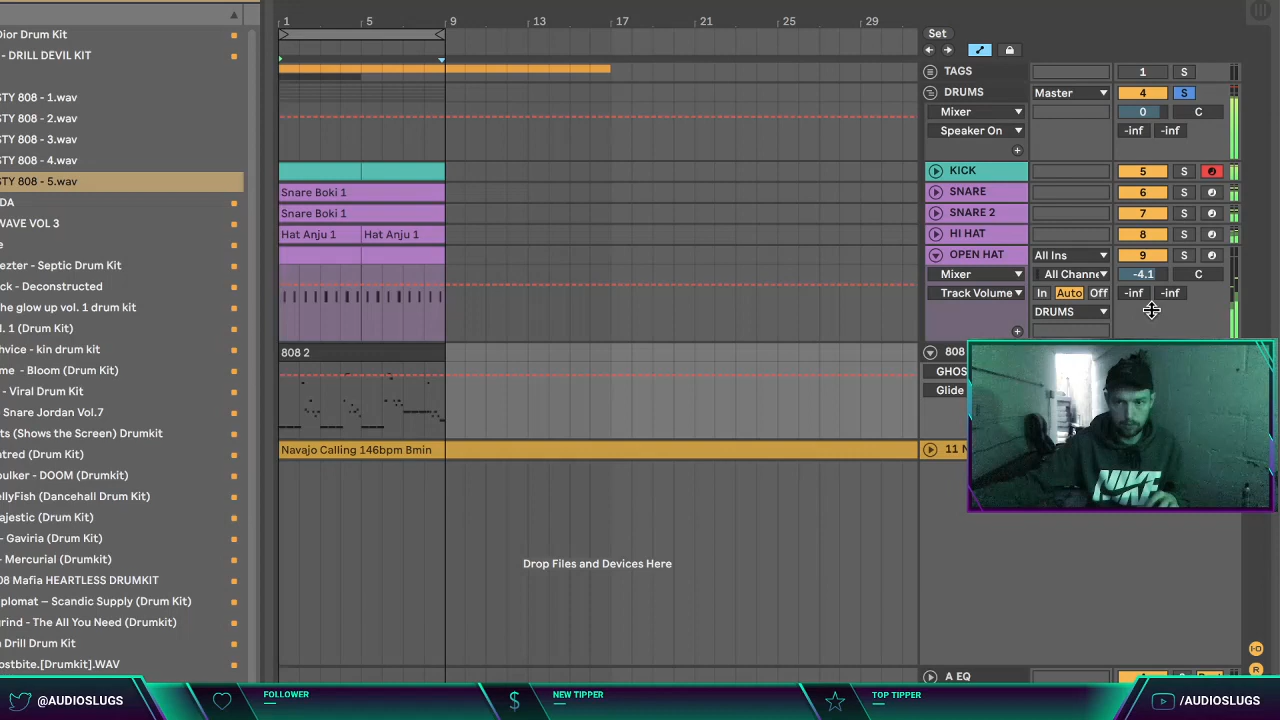 1 5 9 13 17 21 25 29
Dior Drum Kit
- DRILL DEVIL KIT
STY 808 - 1.wav
STY 808 - 2.wav
STY 808 - 3.wav
STY 808 - 4.wav
STY 808 - 5.wav
DA
WAVE VOL 3
e
ezter - Septic Drum Kit
ck - Deconstructed
he glow up vol. 1 drum kit
l. 1 (Drum Kit)
hvice - kin drum kit
me - Bloom (Drum Kit)
- Viral Drum Kit
Snare Jordan Vol.7
ts (Shows the Screen) Drumkit
tred (Drum Kit)
oulker - DOOM (Drumkit)
ellyFish (Dancehall Drum Kit)
ajestic (Drum Kit)
- Gaviria (Drum Kit)
- Mercurial (Drumkit)
08 Mafia HEARTLESS DRUMKIT
iplomat – Scandic Supply (Drum Kit)
grind - The All You Need (Drumkit)
Drill Drum Kit
ostbite.[Drumkit].WAV
Snare Boki 1
Snare Boki 1
Hat Anju 1 Hat Anju 1
808 2
Navajo Calling 146bpm Bmin
Drop Files and Devices Here
Set
TAGS 1 S
DRUMS Master 4 S
Mixer 0 C
Speaker On -inf -inf
KICK 5 S
SNARE 6 S
SNARE 2 7 S
HI HAT 8 S
OPEN HAT All Ins 9 S
Mixer All Channe -4.1 C
Track Volume In Auto Off -inf -inf
DRUMS
808
GHOS
Glide
11 N
NIKE
I-O
R
A EQ
@AUDIOSLUGS
FOLLOWER
NEW TIPPER
TOP TIPPER
/AUDIOSLUGS